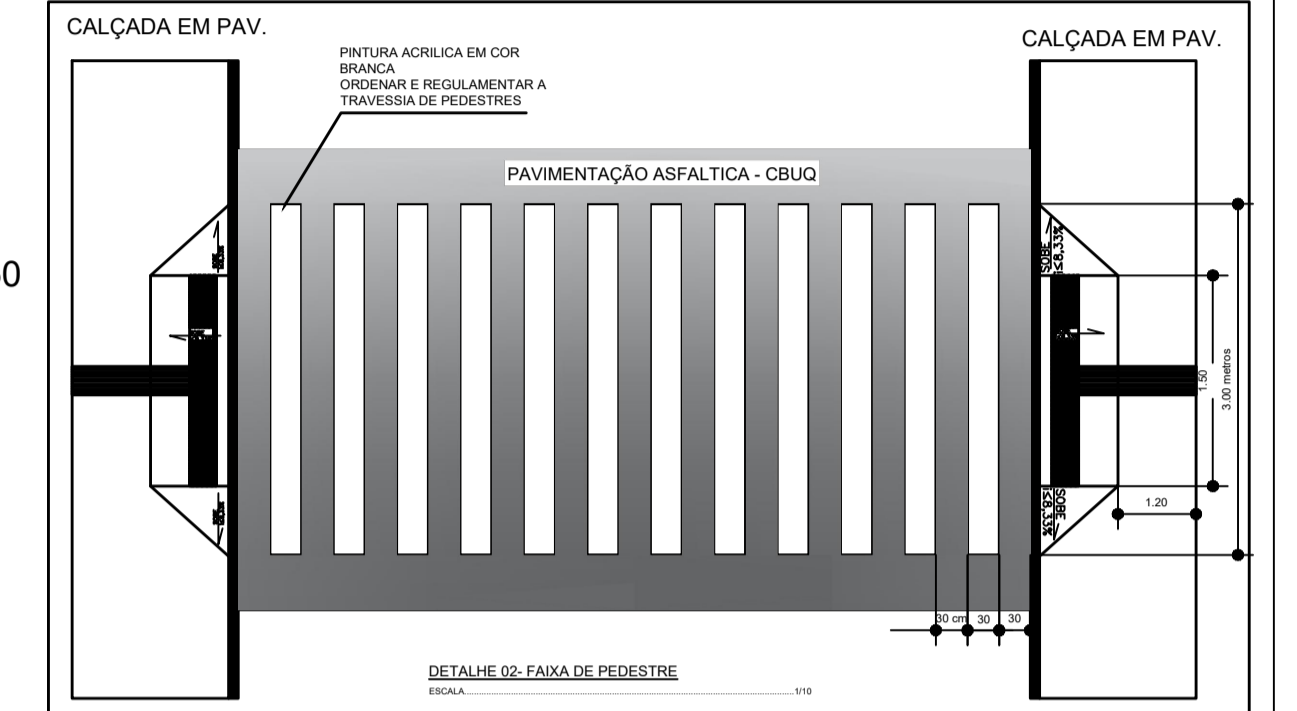 CALÇADA EM PAV.
CALÇADA EM PAV.
PINTURA ACRILICA EM COR
BRANCA
ORDENAR E REGULAMENTAR A
TRAVESSIA DE PEDESTRES
PAVIMENTAÇÃO ASFALTICA - CBUQ
SOBE
i≤8,33%
1.50
3.00 metros
SOBE
i≤8,33%
1.20
30 cm
30
30
DETALHE 02- FAIXA DE PEDESTRE
ESCALA..........1/10